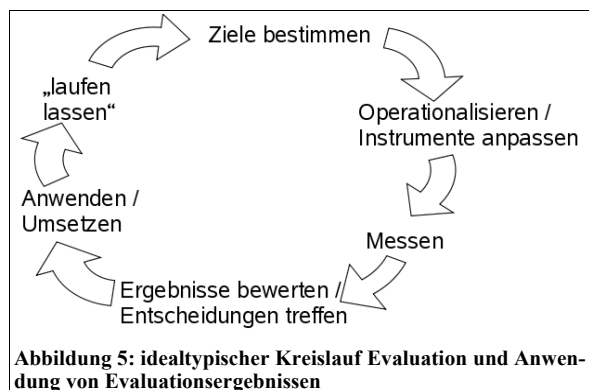 Ziele bestimmen
Operationalisieren /
Instrumente anpassen
Messen
Ergebnisse bewerten /
Entscheidungen treffen
Anwenden /
Umsetzen
„laufen
lassen“
Abbildung 5: idealtypischer Kreislauf Evaluation und Anwen-
dung von Evaluationsergebnissen